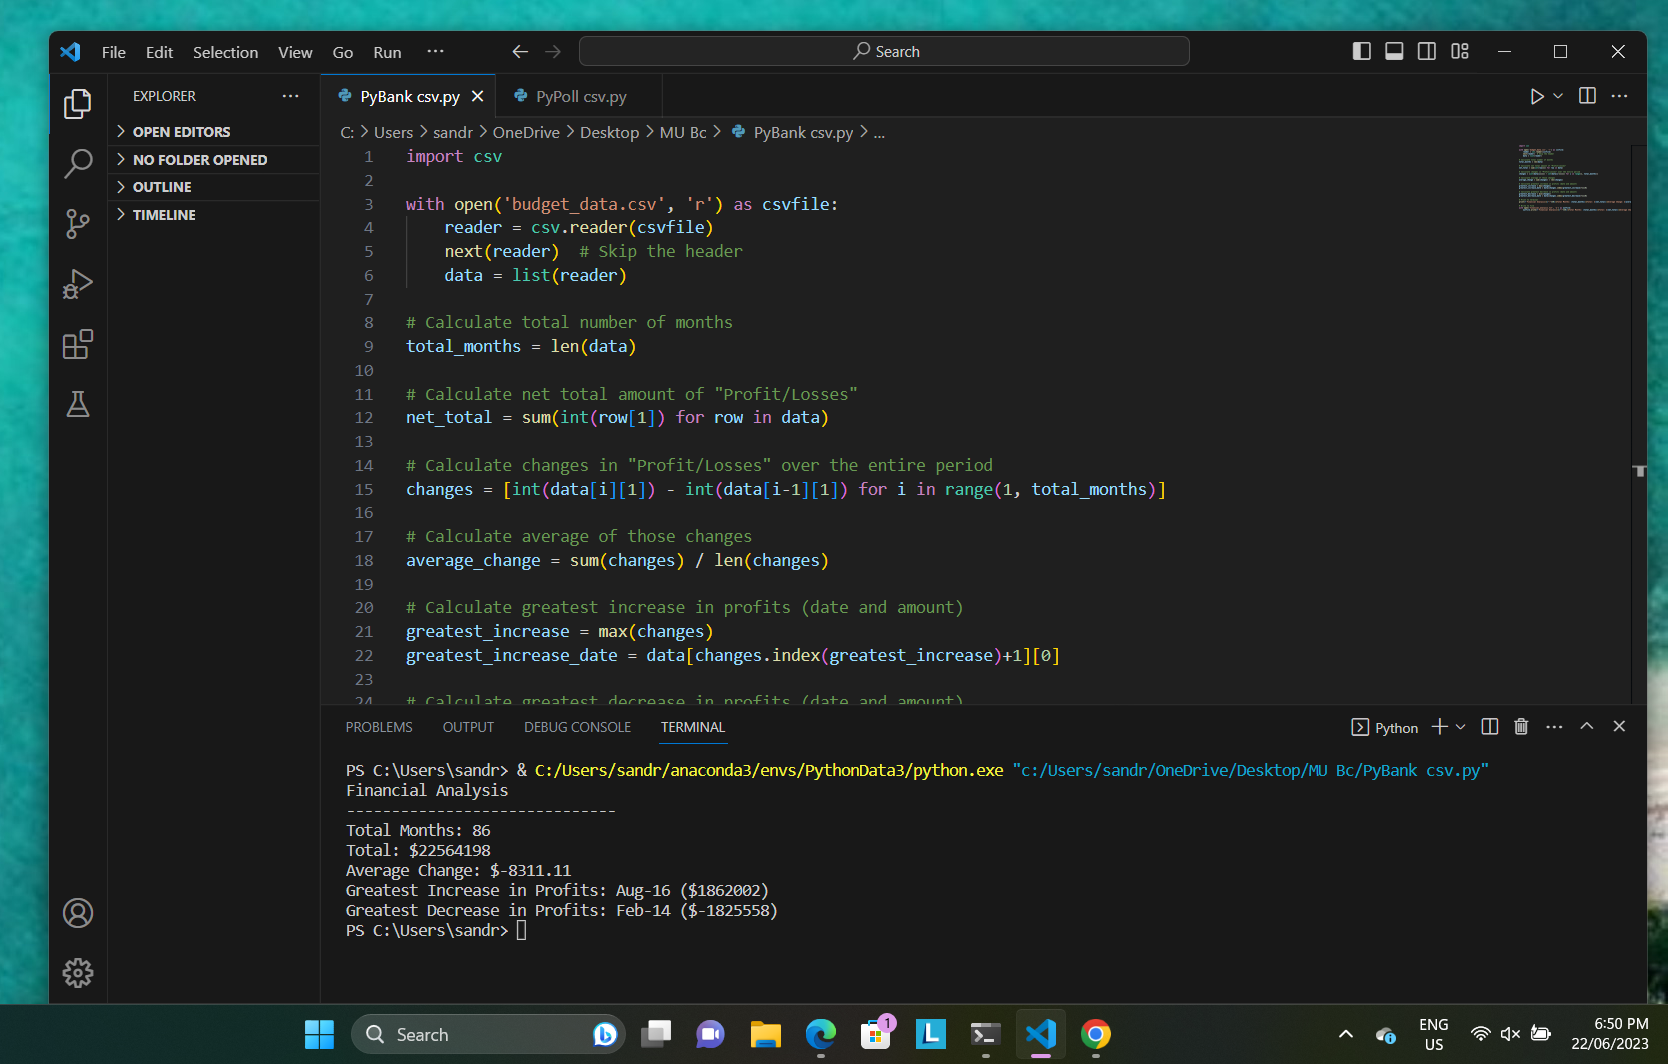 File Edit Selection View Go Run ··· Search
EXPLORER ···
OPEN EDITORS
NO FOLDER OPENED
OUTLINE
TIMELINE
PyBank csv.py PyPoll csv.py
C: > Users > sandr > OneDrive > Desktop > MU Bc > PyBank csv.py > ...
1 import csv
2
3 with open('budget_data.csv', 'r') as csvfile:
4     reader = csv.reader(csvfile)
5     next(reader)  # Skip the header
6     data = list(reader)
7
8 # Calculate total number of months
9 total_months = len(data)
10
11 # Calculate net total amount of "Profit/Losses"
12 net_total = sum(int(row[1]) for row in data)
13
14 # Calculate changes in "Profit/Losses" over the entire period
15 changes = [int(data[i][1]) - int(data[i-1][1]) for i in range(1, total_months)]
16
17 # Calculate average of those changes
18 average_change = sum(changes) / len(changes)
19
20 # Calculate greatest increase in profits (date and amount)
21 greatest_increase = max(changes)
22 greatest_increase_date = data[changes.index(greatest_increase)+1][0]
23
24 # Calculate greatest decrease in profits (date and amount)
PROBLEMS OUTPUT DEBUG CONSOLE TERMINAL Python
PS C:\Users\sandr> & C:/Users/sandr/anaconda3/envs/PythonData3/python.exe "c:/Users/sandr/OneDrive/Desktop/MU Bc/PyBank csv.py"
Financial Analysis
------------------------------
Total Months: 86
Total: $22564198
Average Change: $-8311.11
Greatest Increase in Profits: Aug-16 ($1862002)
Greatest Decrease in Profits: Feb-14 ($-1825558)
PS C:\Users\sandr>
Search
1
L
ENG
US
6:50 PM
22/06/2023